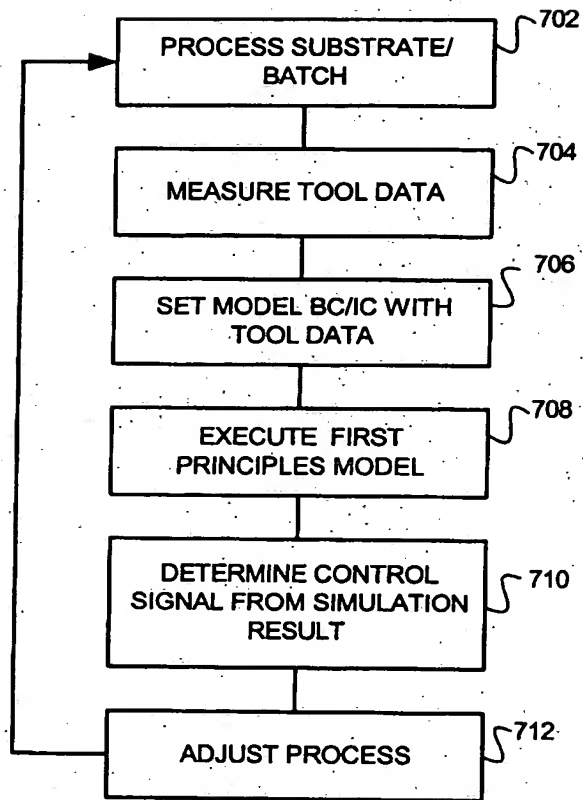 702
PROCESS SUBSTRATE/
BATCH
704
MEASURE TOOL DATA
706
SET MODEL BC/IC WITH
TOOL DATA
708
EXECUTE FIRST
PRINCIPLES MODEL
DETERMINE CONTROL
SIGNAL FROM SIMULATION
RESULT
710
ADJUST PROCESS
712